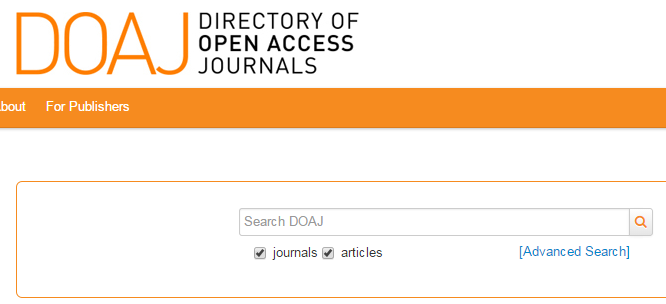 DOAJ DIRECTORY OF
OPEN ACCESS
JOURNALS
bout For Publishers
Search DOAJ
journals articles [Advanced Search]